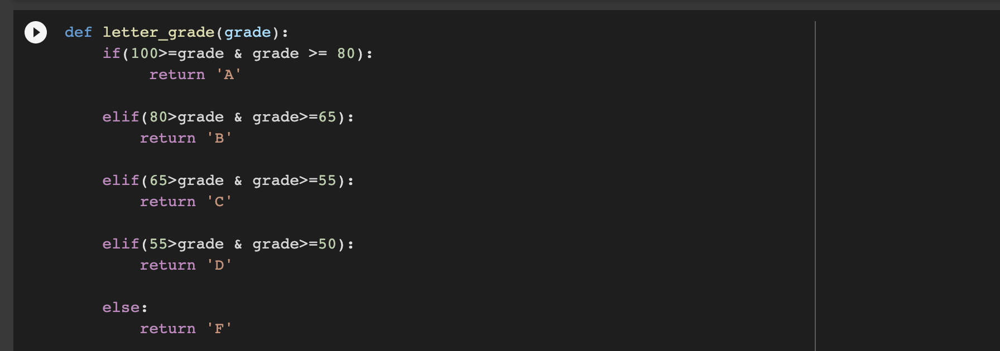 def letter_grade(grade):
    if(100>=grade & grade >= 80):
         return 'A'

    elif(80>grade & grade>=65):
        return 'B'

    elif(65>grade & grade>=55):
        return 'C'

    elif(55>grade & grade>=50):
        return 'D'

    else:
        return 'F'